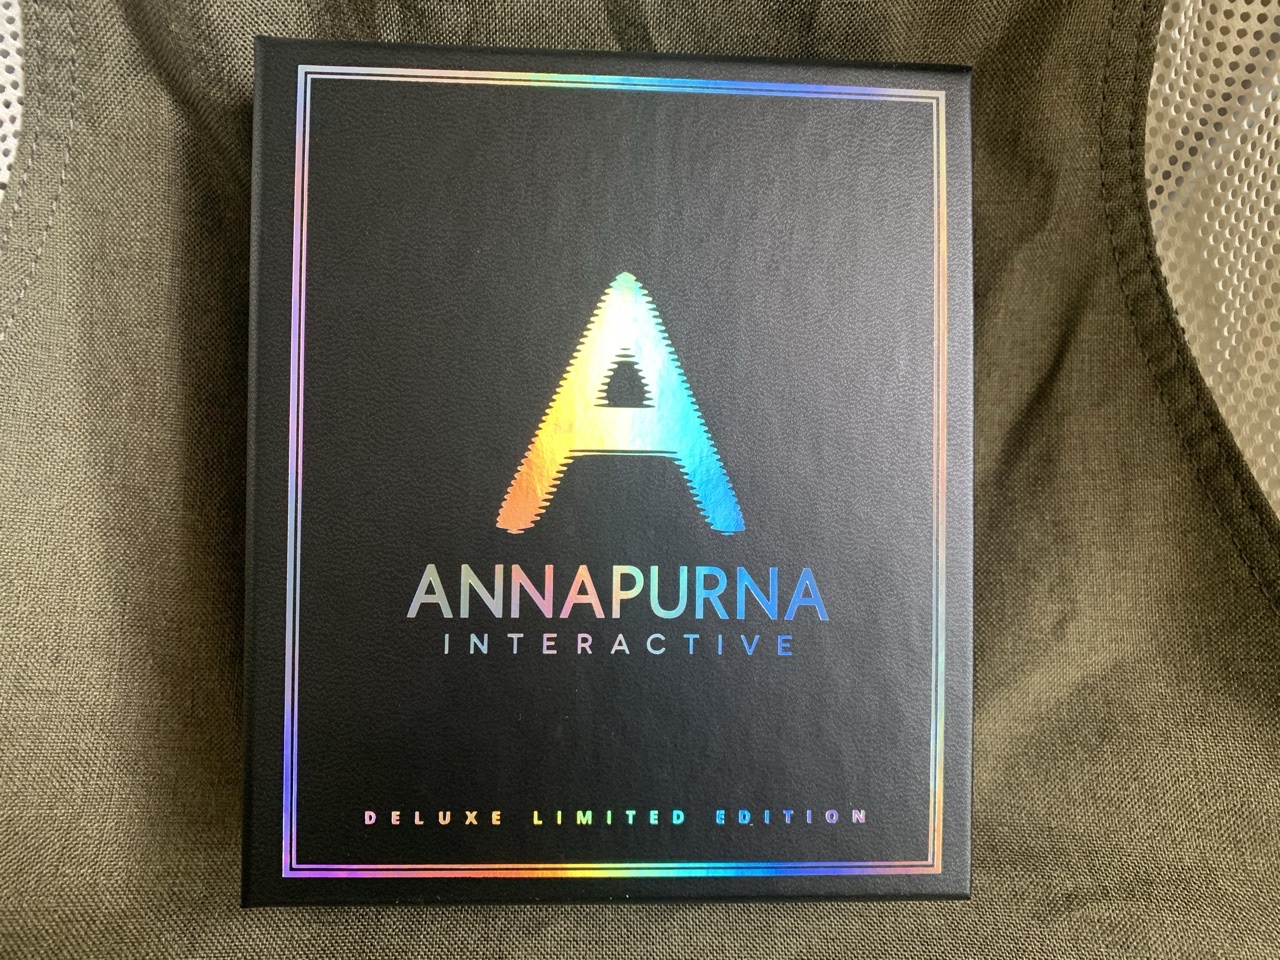 A
ANNAPURNA
INTERACTIVE
DELUXE LIMITED EDITION